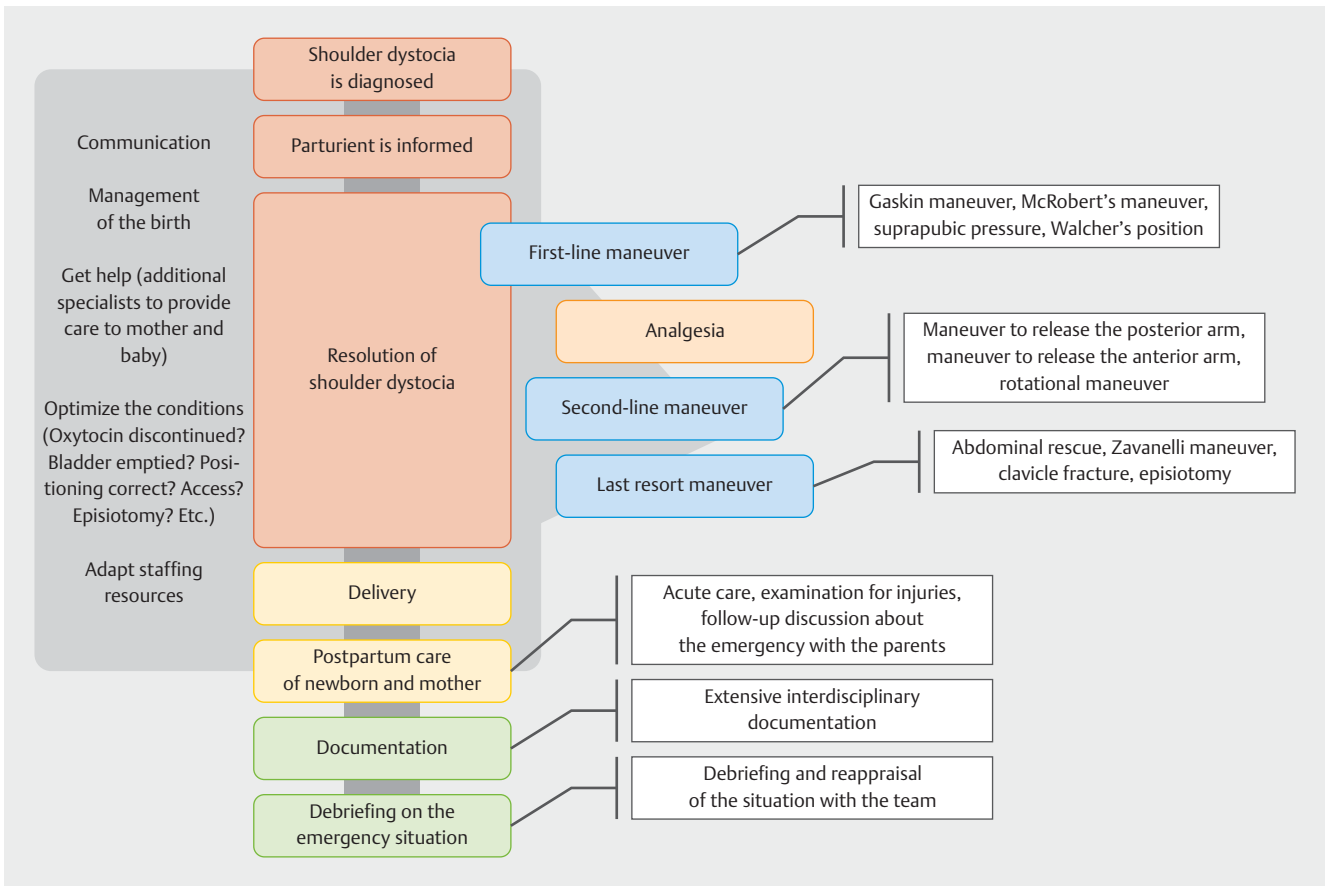 Shoulder dystocia
is diagnosed
Communication
Parturient is informed
Management
of the birth
Get help (additional
specialists to provide
care to mother and
baby)
Optimize the conditions
(Oxytocin discontinued?
Bladder emptied? Posi-
tioning correct? Access?
Episiotomy? Etc.)
Adapt staffing
resources
Resolution of
shoulder dystocia
First-line maneuver
Gaskin maneuver, McRobert’s maneuver,
suprapubic pressure, Walcher’s position
Analgesia
Second-line maneuver
Maneuver to release the posterior arm,
maneuver to release the anterior arm,
rotational maneuver
Last resort maneuver
Abdominal rescue, Zavanelli maneuver,
clavicle fracture, episiotomy
Delivery
Postpartum care
of newborn and mother
Acute care, examination for injuries,
follow-up discussion about
the emergency with the parents
Documentation
Extensive interdisciplinary
documentation
Debriefing on the
emergency situation
Debriefing and reappraisal
of the situation with the team